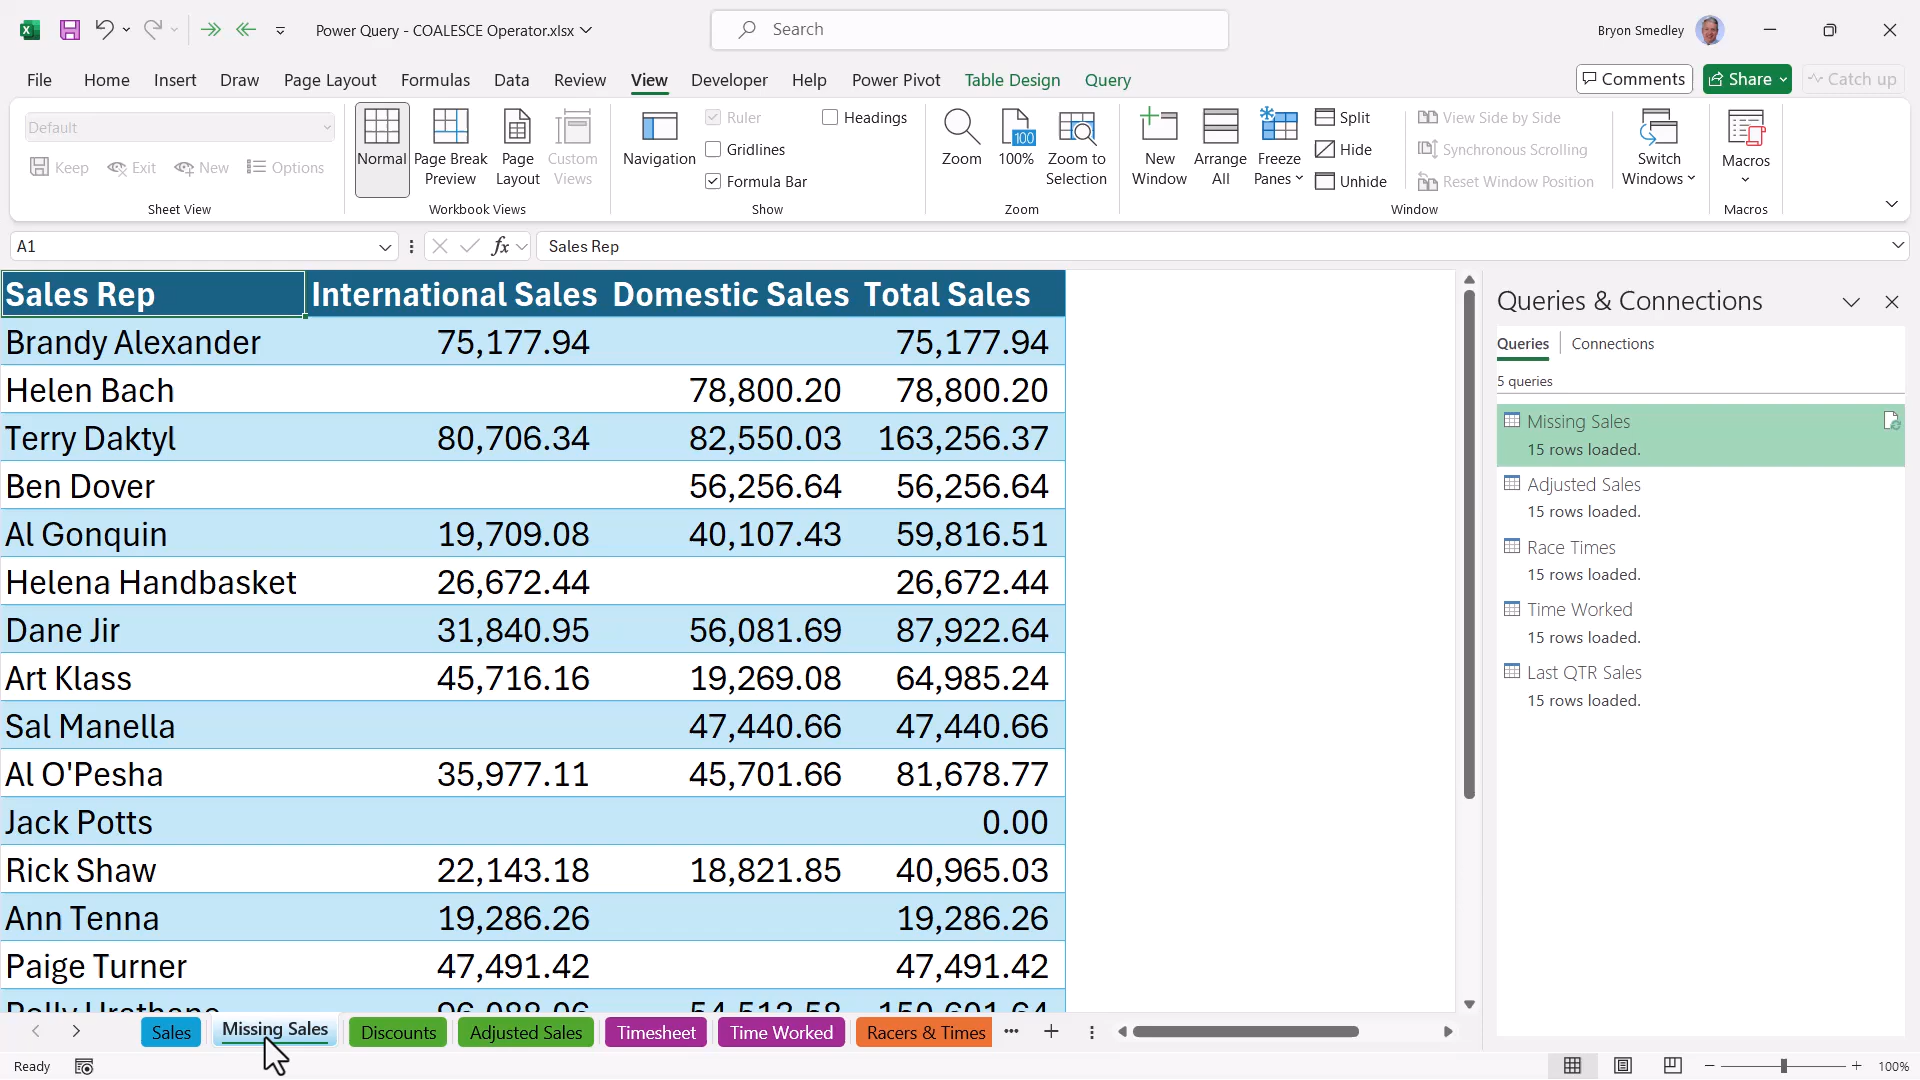 Power Query - COALESCE Operator.xlsx
Search
Bryon Smedley
File Home Insert Draw Page Layout Formulas Data Review View Developer Help Power Pivot Table Design Query
Comments Share Catch up
Default
Keep Exit New Options
Sheet View
Normal
Page Break Preview
Page Layout
Custom Views
Workbook Views
Navigation
Ruler
Gridlines
Formula Bar
Headings
Show
Zoom
100
100%
Zoom to Selection
Zoom
New Window
Arrange All
Freeze Panes
Split
Hide
Unhide
View Side by Side
Synchronous Scrolling
Reset Window Position
Switch Windows
Window
Macros
Macros
A1
fx
Sales Rep
Sales Rep International Sales Domestic Sales Total Sales
Brandy Alexander 75,177.94 75,177.94
Helen Bach 78,800.20 78,800.20
Terry Daktyl 80,706.34 82,550.03 163,256.37
Ben Dover 56,256.64 56,256.64
Al Gonquin 19,709.08 40,107.43 59,816.51
Helena Handbasket 26,672.44 26,672.44
Dane Jir 31,840.95 56,081.69 87,922.64
Art Klass 45,716.16 19,269.08 64,985.24
Sal Manella 47,440.66 47,440.66
Al O'Pesha 35,977.11 45,701.66 81,678.77
Jack Potts 0.00
Rick Shaw 22,143.18 18,821.85 40,965.03
Ann Tenna 19,286.26 19,286.26
Paige Turner 47,491.42 47,491.42
Queries & Connections
Queries Connections
5 queries
Missing Sales
15 rows loaded.
Adjusted Sales
15 rows loaded.
Race Times
15 rows loaded.
Time Worked
15 rows loaded.
Last QTR Sales
15 rows loaded.
Sales Missing Sales Discounts Adjusted Sales Timesheet Time Worked Racers & Times
Ready
100%